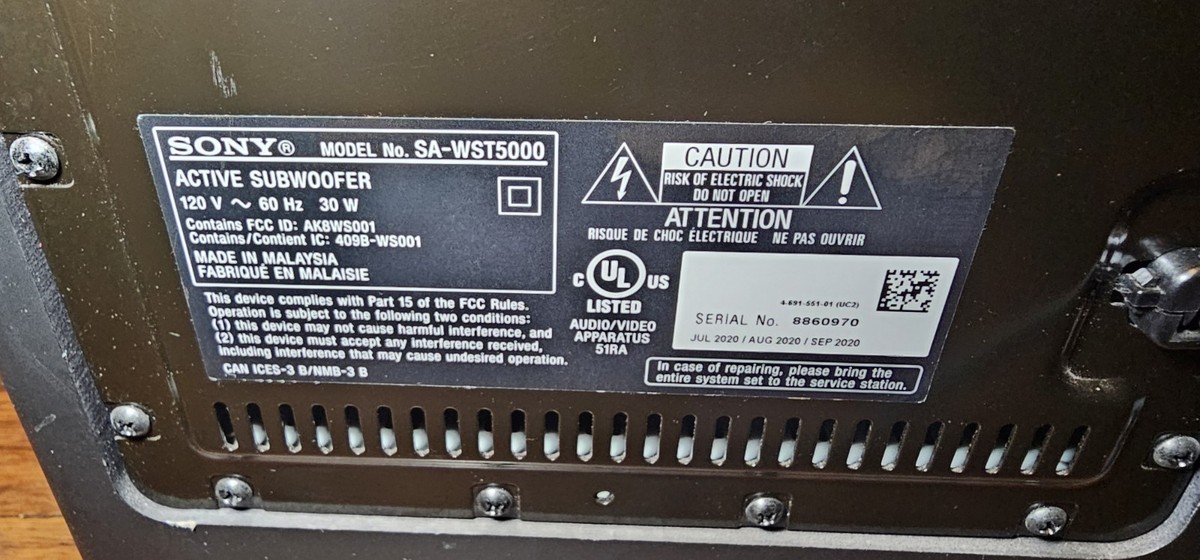 SONY® MODEL No. SA-WST5000
ACTIVE SUBWOOFER
120 V ~ 60 Hz 30 W
Contains FCC ID: AK8WS001
Contains/Contient IC: 409B-WS001
MADE IN MALAYSIA
FABRIQUÉ EN MALAISIE
This device complies with Part 15 of the FCC Rules.
Operation is subject to the following two conditions:
(1) this device may not cause harmful interference, and
(2) this device must accept any interference received,
including interference that may cause undesired operation.
CAN ICES-3 B/NMB-3 B
CAUTION
RISK OF ELECTRIC SHOCK
DO NOT OPEN
ATTENTION
RISQUE DE CHOC ÉLECTRIQUE NE PAS OUVRIR
C UL US
LISTED
AUDIO/VIDEO
APPARATUS
51RA
4-691-551-01 (UC2)
SERIAL No. 8860970
JUL 2020 / AUG 2020 / SEP 2020
In case of repairing, please bring the
entire system set to the service station.